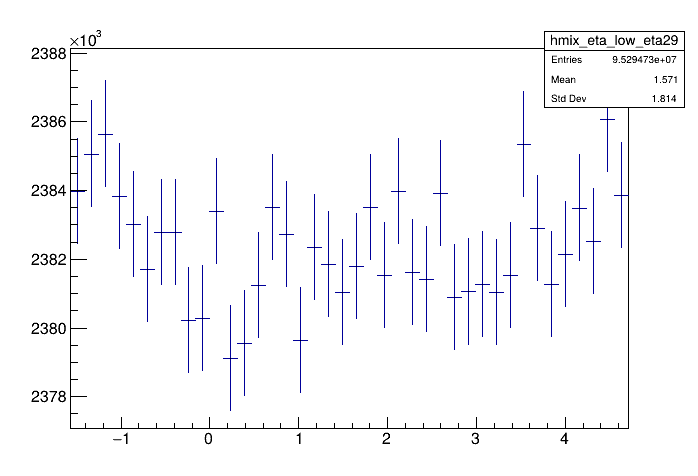 ×10³
hmix_eta_low_eta29
Entries 9.529473e+07
Mean 1.571
Std Dev 1.814
2388
2386
2384
2382
2380
2378
−1 0 1 2 3 4